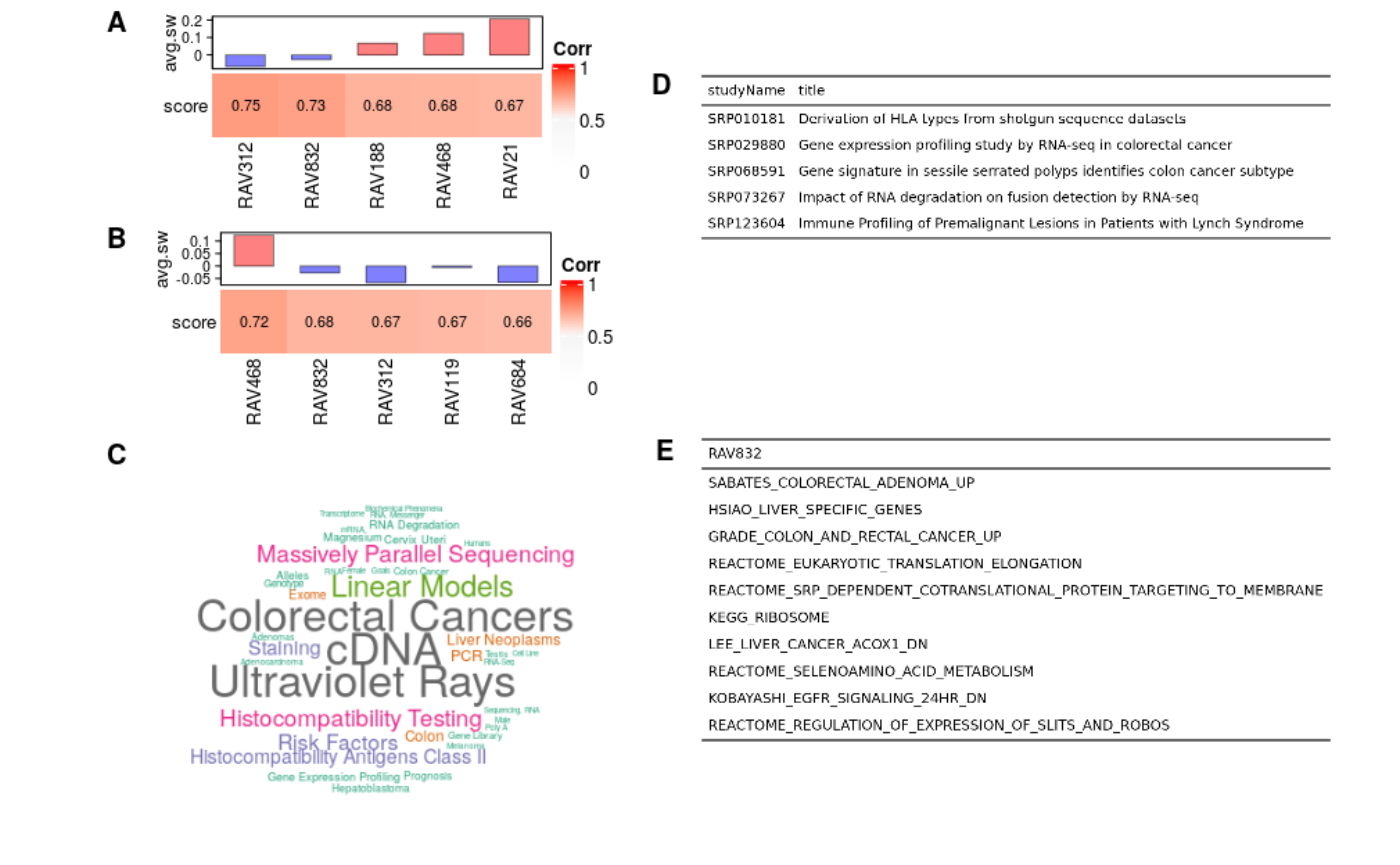 A
avg.sw
0.2
0.1
0
Corr
1
0.5
0
score
0.75 0.73 0.68 0.68 0.67
RAV312 RAV832 RAV188 RAV468 RAV21
B
avg.sw
0.1
0.05
0
-0.05
Corr
1
0.5
0
score
0.72 0.68 0.67 0.67 0.66
RAV468 RAV832 RAV312 RAV119 RAV684
C
Biochemical Phenomena
Transcriptome RNA, Messenger
mRNA, RNA Degradation
Magnesium Cervix Uteri Humans
Massively Parallel Sequencing
Alleles RNA Female Goals Colon Cancer
Genotype
Exome Linear Models
Colorectal Cancers
Adenomas
Staining cDNA Liver Neoplasms
Adenocarcinoma PCR Testis Cell Line
RNA-Seq
Ultraviolet Rays
Histocompatibility Testing Sequencing, RNA
Male
Poly A
Risk Factors Colon Gene Library
Melanoma
Histocompatibility Antigens Class II
Gene Expression Profiling Prognosis
Hepatoblastoma
D
studyName title
SRP010181 Derivation of HLA types from shotgun sequence datasets
SRP029880 Gene expression profiling study by RNA-seq in colorectal cancer
SRP068591 Gene signature in sessile serrated polyps identifies colon cancer subtype
SRP073267 Impact of RNA degradation on fusion detection by RNA-seq
SRP123604 Immune Profiling of Premalignant Lesions in Patients with Lynch Syndrome
E
RAV832
SABATES_COLORECTAL_ADENOMA_UP
HSIAO_LIVER_SPECIFIC_GENES
GRADE_COLON_AND_RECTAL_CANCER_UP
REACTOME_EUKARYOTIC_TRANSLATION_ELONGATION
REACTOME_SRP_DEPENDENT_COTRANSLATIONAL_PROTEIN_TARGETING_TO_MEMBRANE
KEGG_RIBOSOME
LEE_LIVER_CANCER_ACOX1_DN
REACTOME_SELENOAMINO_ACID_METABOLISM
KOBAYASHI_EGFR_SIGNALING_24HR_DN
REACTOME_REGULATION_OF_EXPRESSION_OF_SLITS_AND_ROBOS